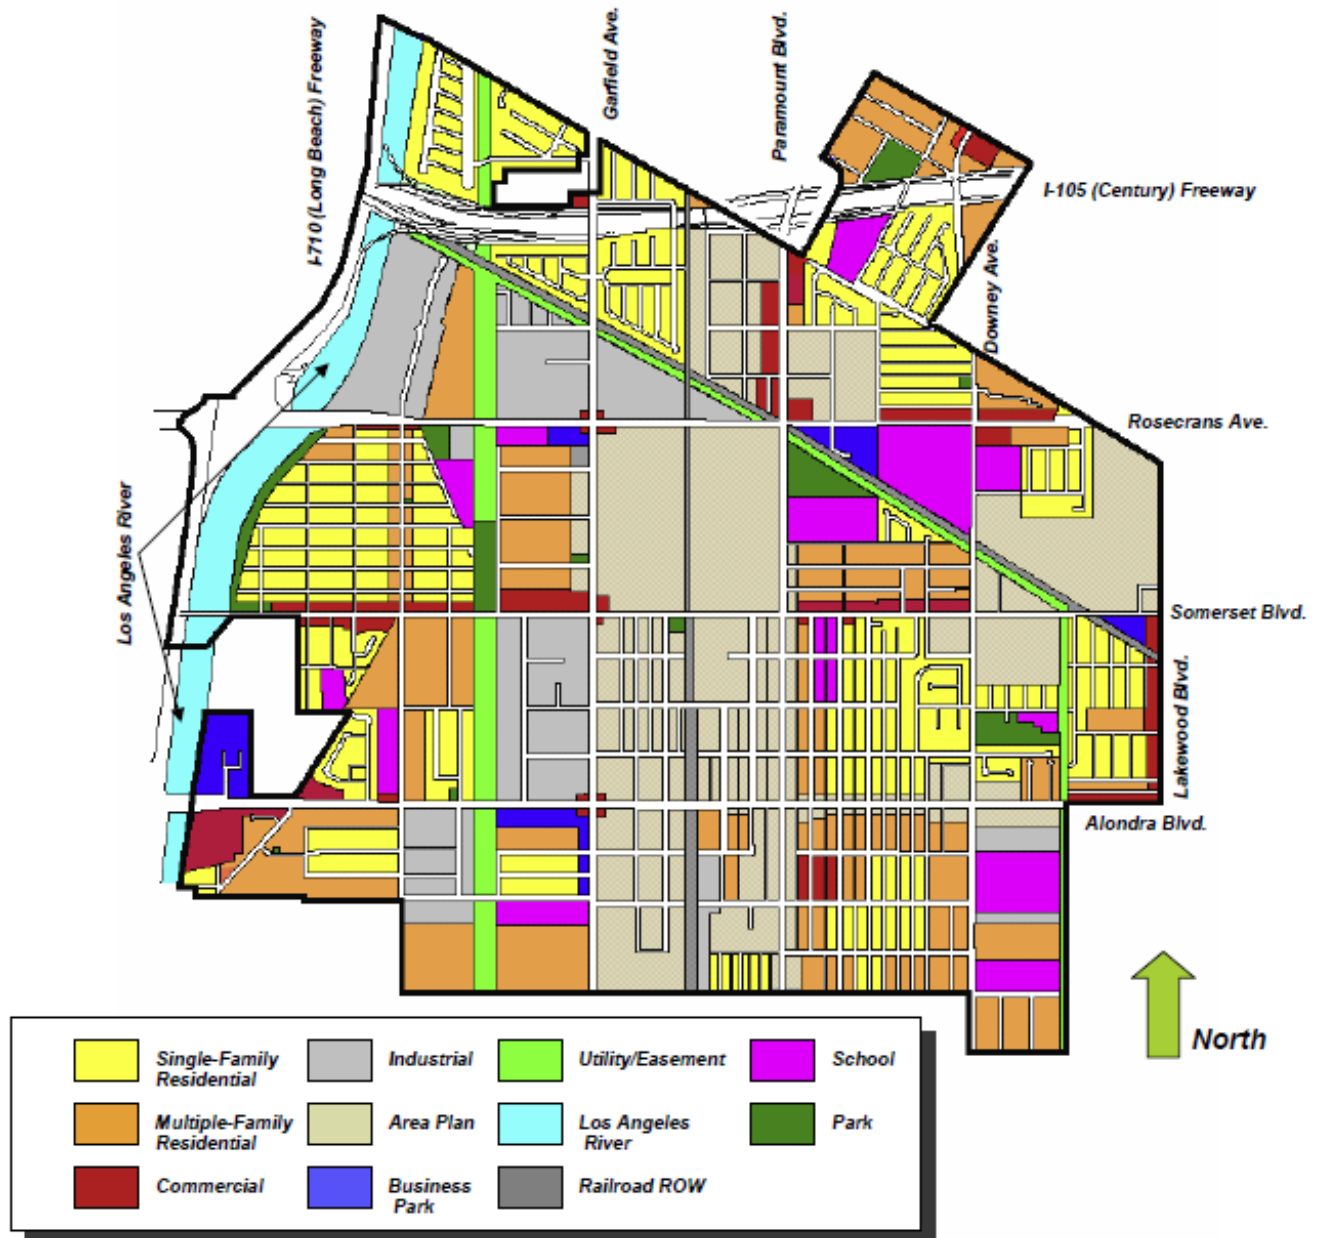 I-710 (Long Beach) Freeway
Garfield Ave.
Paramount Blvd.
I-105 (Century) Freeway
Downey Ave.
Rosecrans Ave.
Los Angeles River
Somerset Blvd.
Lakewood Blvd.
Alondra Blvd.
North
Single-Family
Residential
Industrial
Utility/Easement
School
Multiple-Family
Residential
Area Plan
Los Angeles
River
Park
Commercial
Business
Park
Railroad ROW